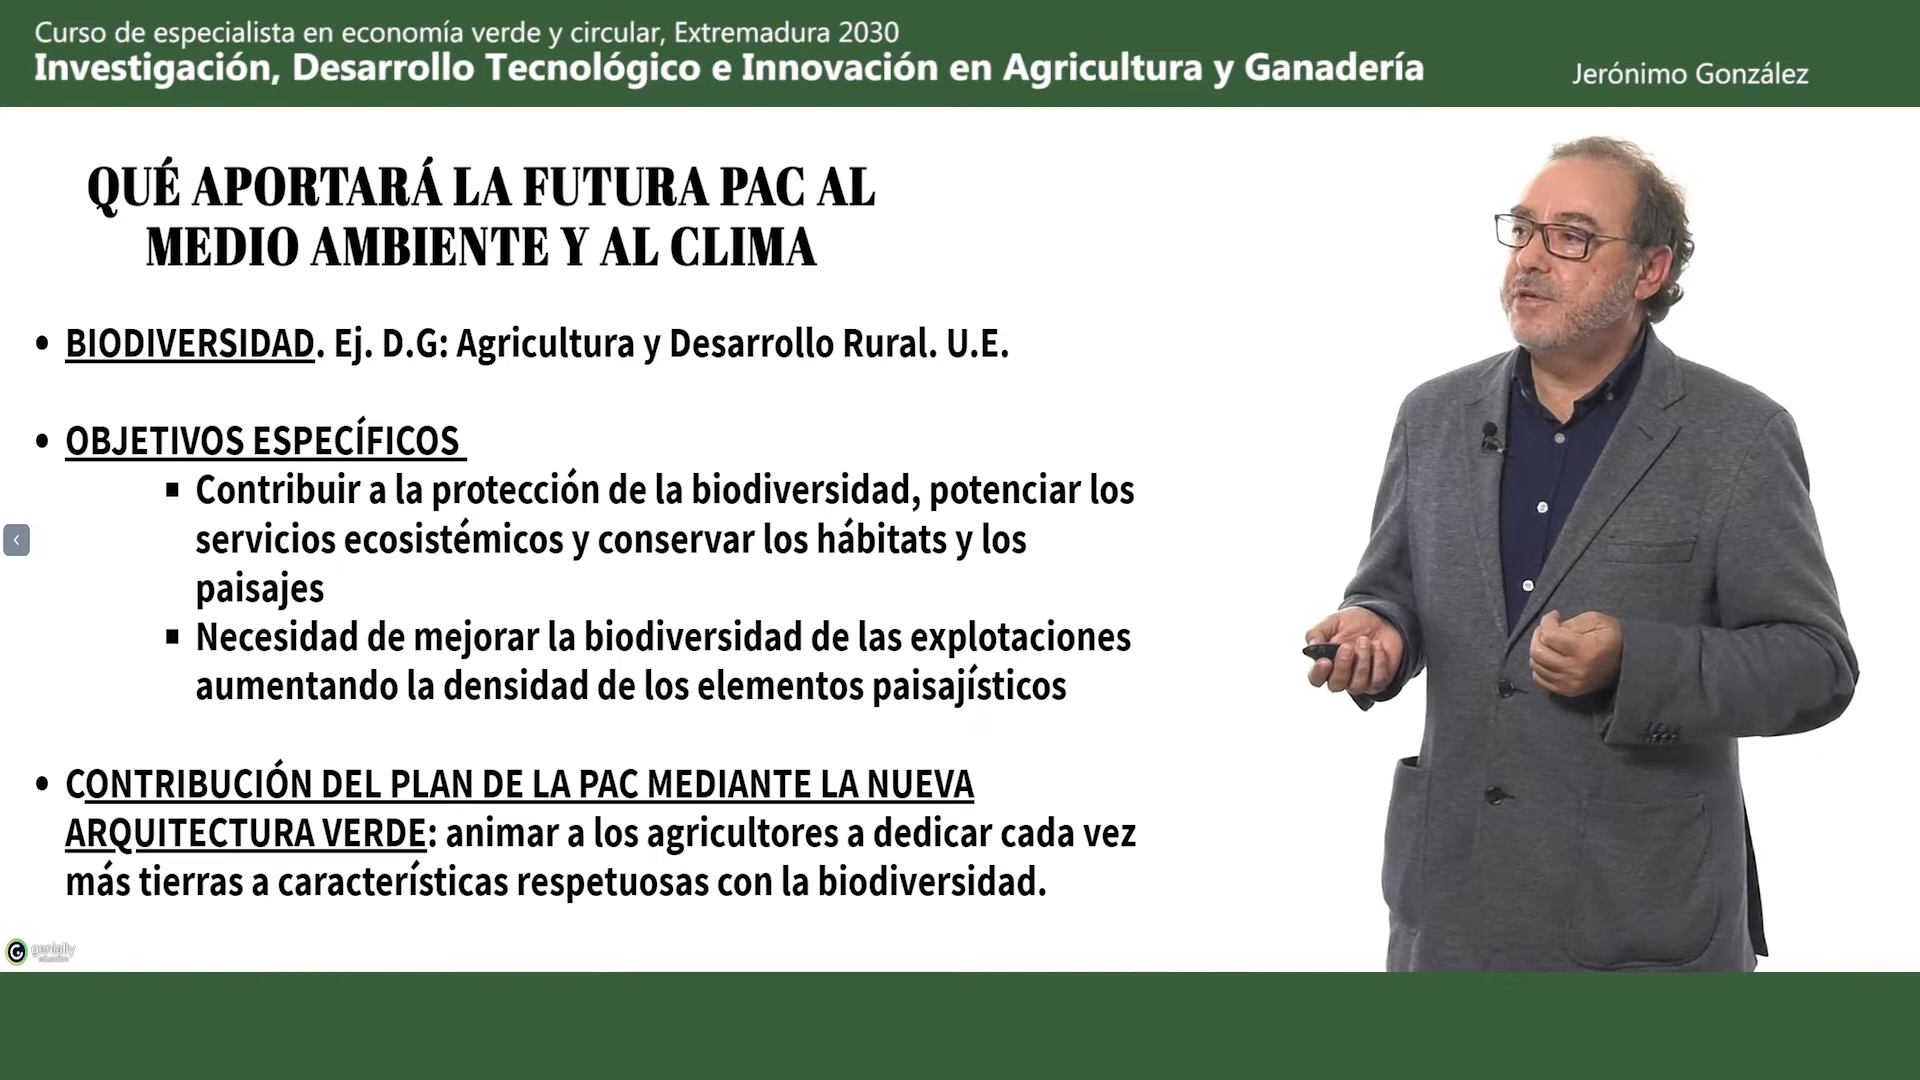 Curso de especialista en economía verde y circular, Extremadura 2030
Investigación, Desarrollo Tecnológico e Innovación en Agricultura y Ganadería
Jerónimo González
QUÉ APORTARÁ LA FUTURA PAC AL
MEDIO AMBIENTE Y AL CLIMA
• BIODIVERSIDAD. Ej. D.G: Agricultura y Desarrollo Rural. U.E.
• OBJETIVOS ESPECÍFICOS
▪ Contribuir a la protección de la biodiversidad, potenciar los
servicios ecosistémicos y conservar los hábitats y los
paisajes
▪ Necesidad de mejorar la biodiversidad de las explotaciones
aumentando la densidad de los elementos paisajísticos
• CONTRIBUCIÓN DEL PLAN DE LA PAC MEDIANTE LA NUEVA
ARQUITECTURA VERDE: animar a los agricultores a dedicar cada vez
más tierras a características respetuosas con la biodiversidad.
genially
education